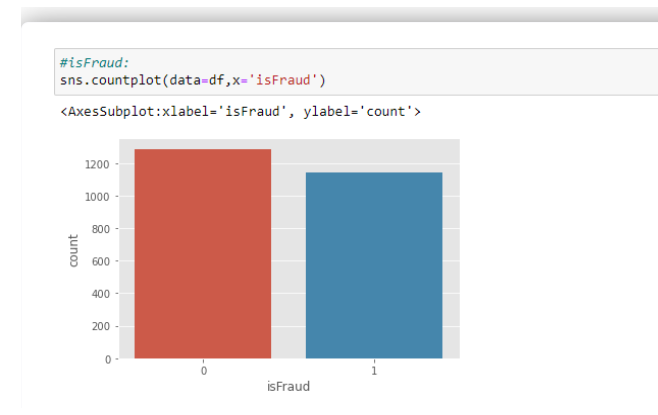 #isFraud:
sns.countplot(data=df,x='isFraud')
<AxesSubplot:xlabel='isFraud', ylabel='count'>
1200
1000
800
600
400
200
0
count
0 1
isFraud